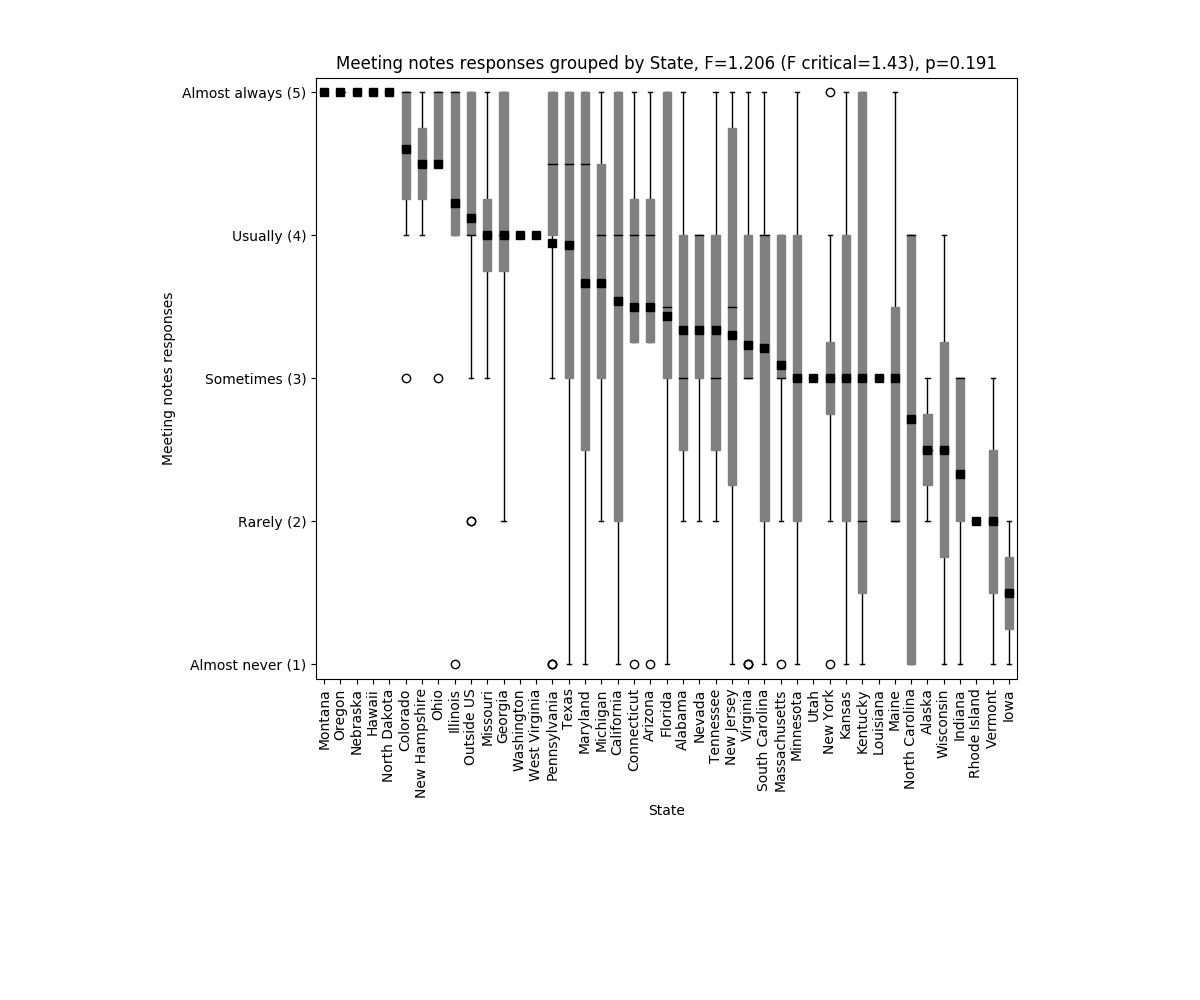 Meeting notes responses grouped by State, F=1.206 (F critical=1.43), p=0.191
Meeting notes responses
Almost always (5)
Usually (4)
Sometimes (3)
Rarely (2)
Almost never (1)
Montana
Oregon
Nebraska
Hawaii
North Dakota
Colorado
New Hampshire
Ohio
Illinois
Outside US
Missouri
Georgia
Washington
West Virginia
Pennsylvania
Texas
Maryland
Michigan
California
Connecticut
Arizona
Florida
Alabama
Nevada
Tennessee
New Jersey
Virginia
South Carolina
Massachusetts
Minnesota
Utah
New York
Kansas
Kentucky
Louisiana
Maine
North Carolina
Alaska
Wisconsin
Indiana
Rhode Island
Vermont
Iowa
State